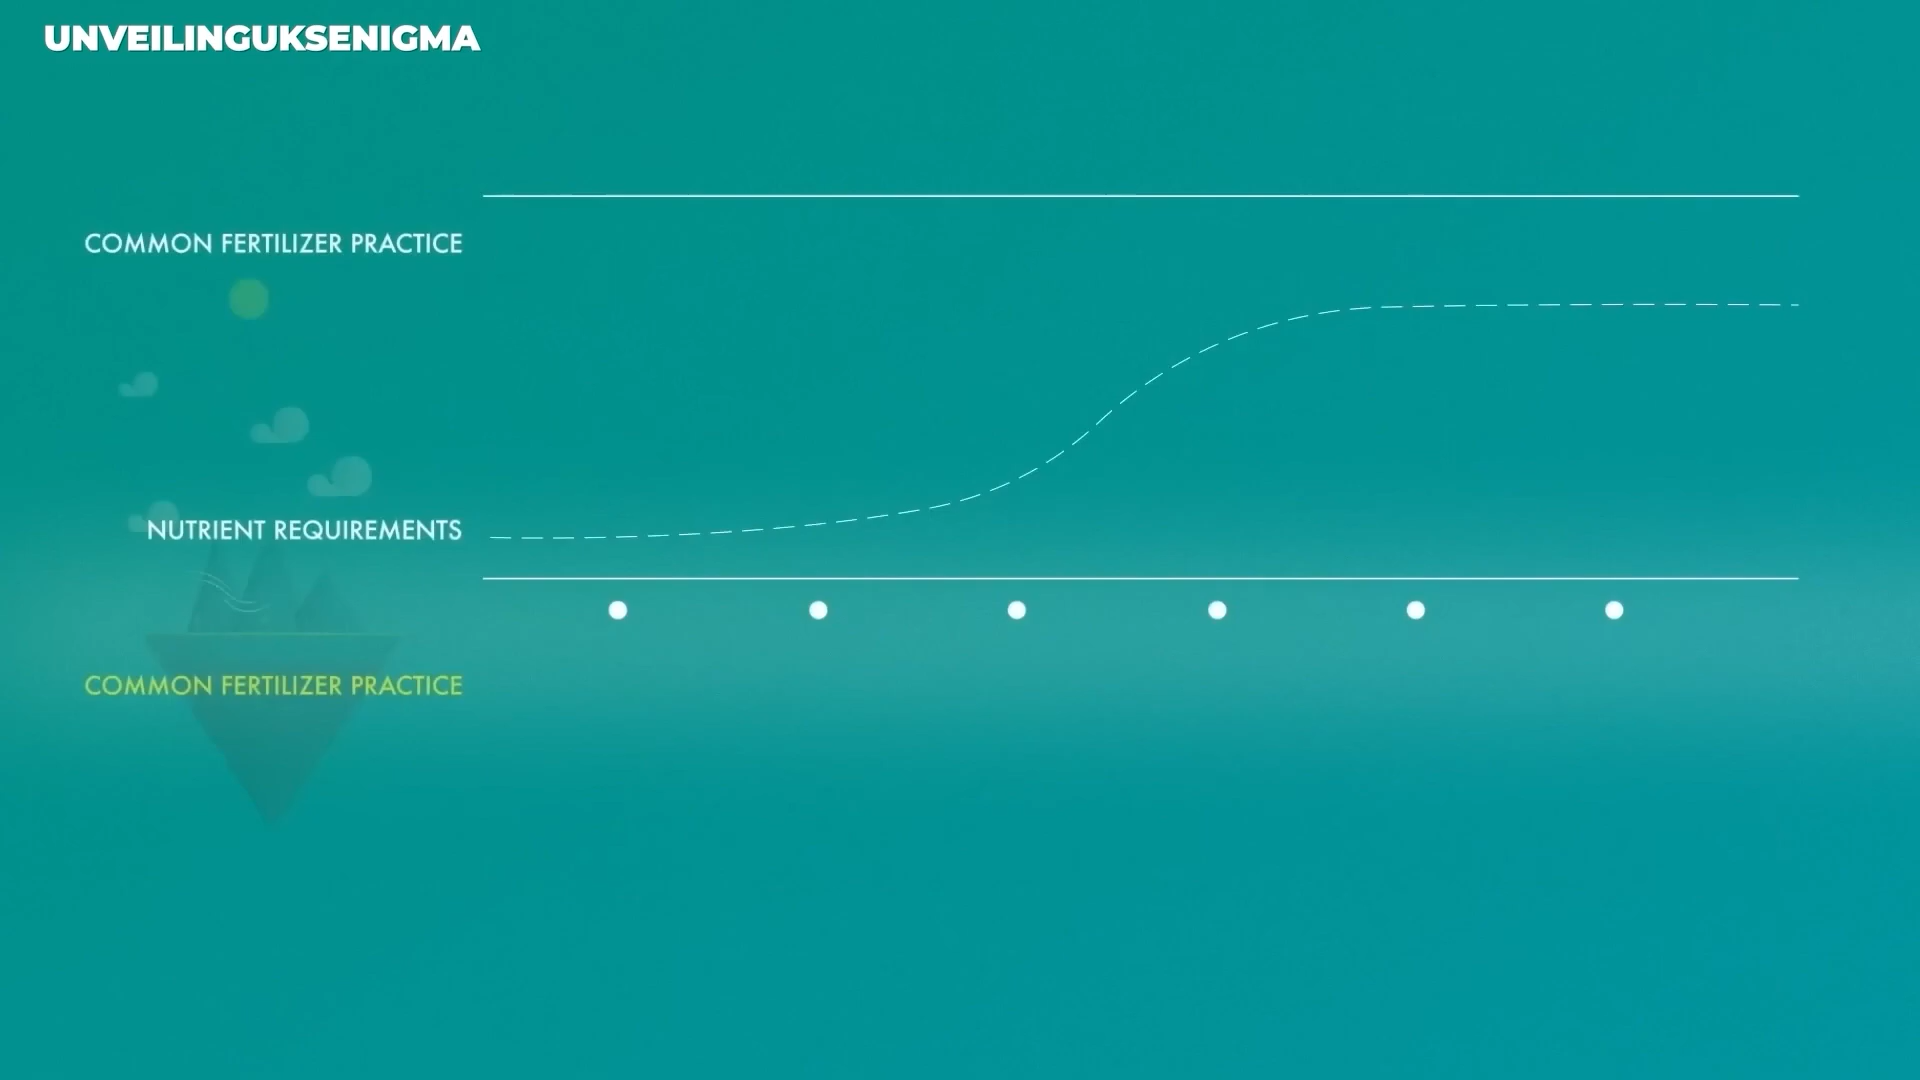 UNVEILINGUKSENIGMA
COMMON FERTILIZER PRACTICE
NUTRIENT REQUIREMENTS
COMMON FERTILIZER PRACTICE